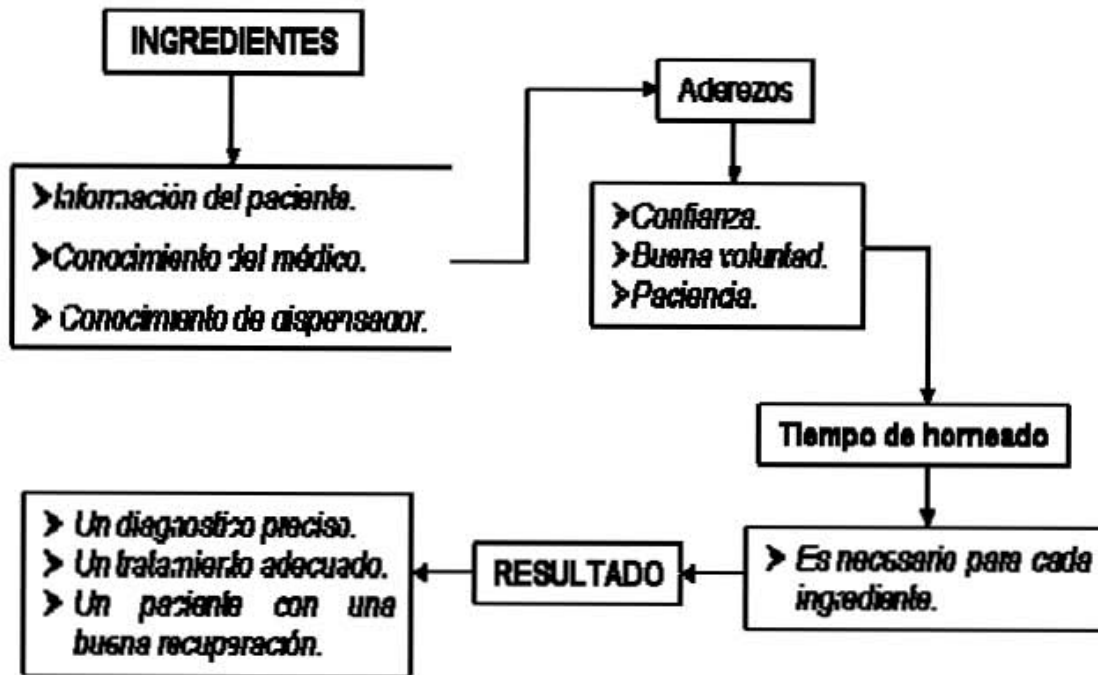 INGREDIENTES
➤Información del paciente.
➤Conocimiento del médico.
➤ Conocimiento de dispensador.
Aderezos
➤Confianza.
➤Buena voluntad.
➤Paciencia.
Tiempo de horneado
➤ Es necesario para cada
ingrediente.
RESULTADO
➤ Un diagnostico preciso.
➤ Un tratamiento adecuado.
➤ Un paciente con una
buena recuperación.